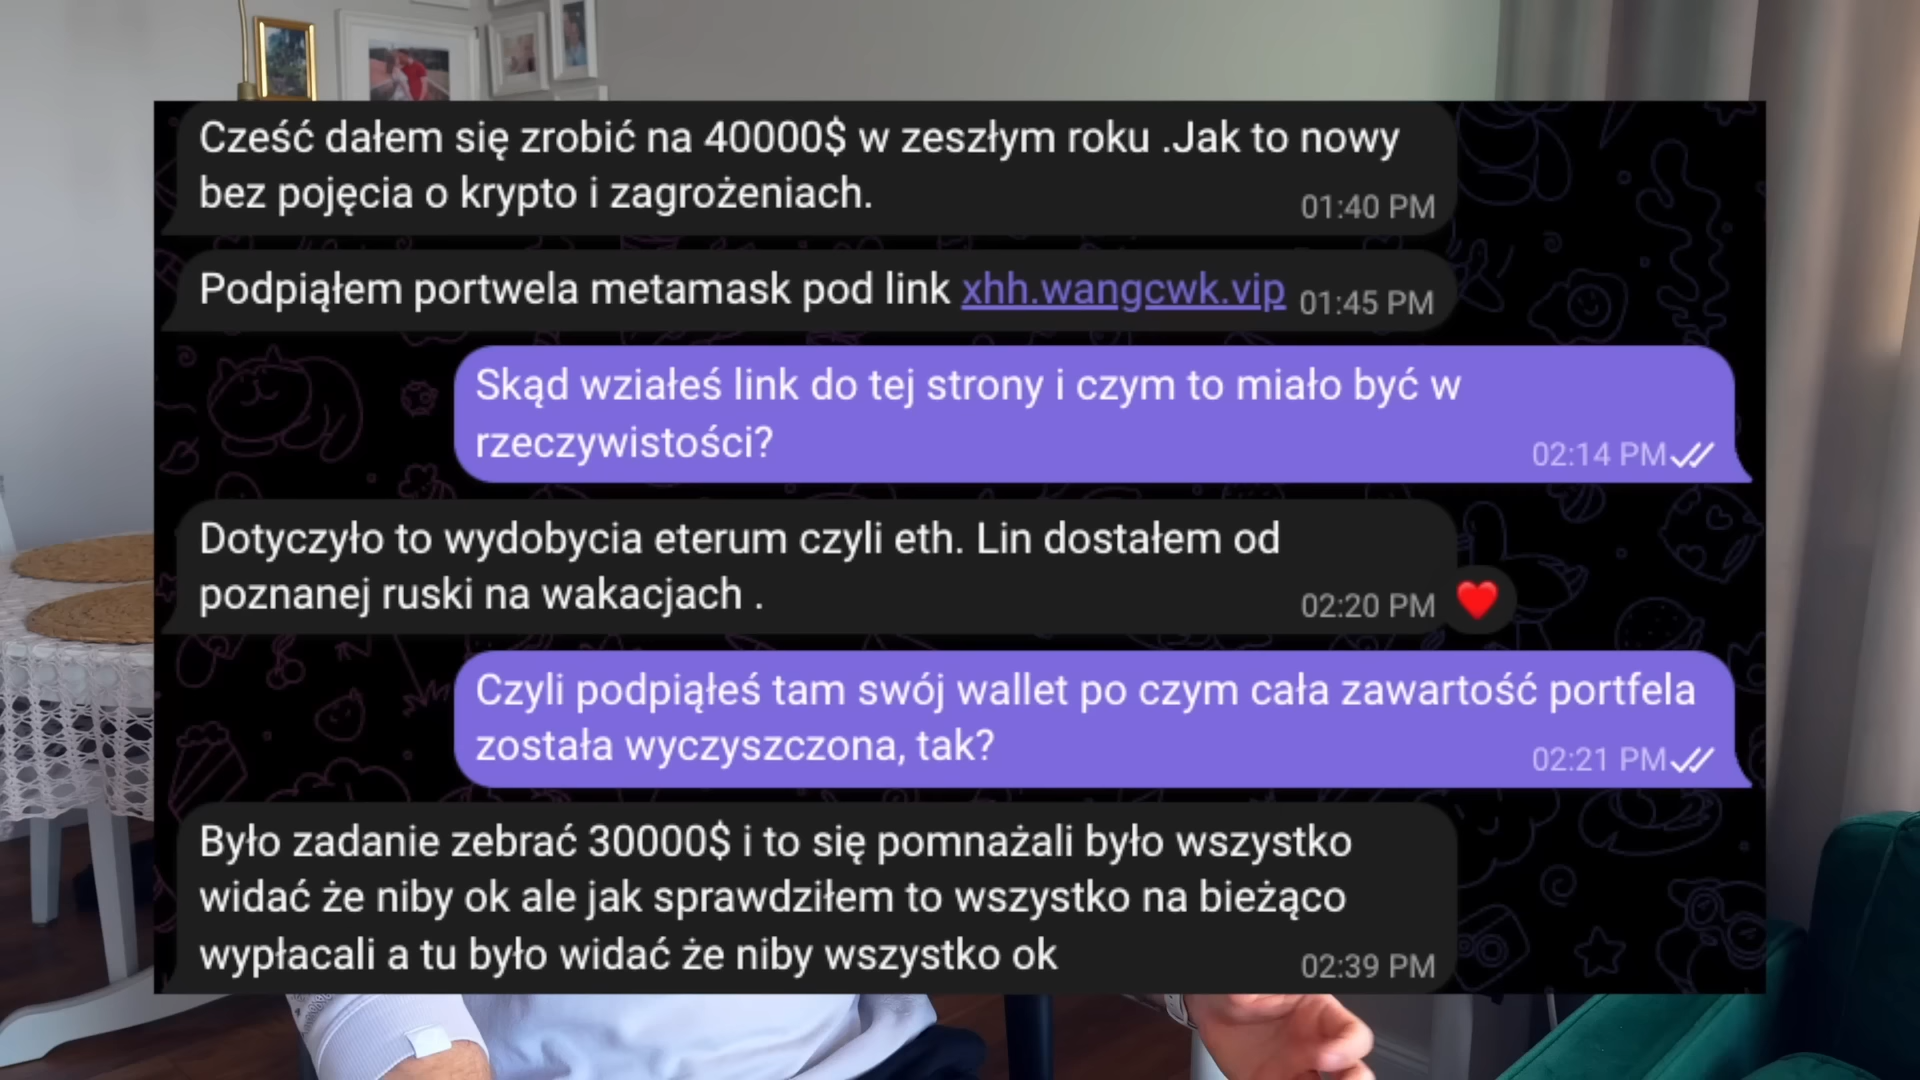 Cześć dałem się zrobić na 40000$ w zeszłym roku .Jak to nowy
bez pojęcia o krypto i zagrożeniach.
01:40 PM
Podpiąłem portwela metamask pod link xhh.wangcwk.vip
01:45 PM
Skąd wziałeś link do tej strony i czym to miało być w
rzeczywistości?
02:14 PM
Dotyczyło to wydobycia eterum czyli eth. Lin dostałem od
poznanej ruski na wakacjach .
02:20 PM
Czyli podpiąłeś tam swój wallet po czym cała zawartość portfela
została wyczyszczona, tak?
02:21 PM
Było zadanie zebrać 30000$ i to się pomnażali było wszystko
widać że niby ok ale jak sprawdziłem to wszystko na bieżąco
wypłacali a tu było widać że niby wszystko ok
02:39 PM